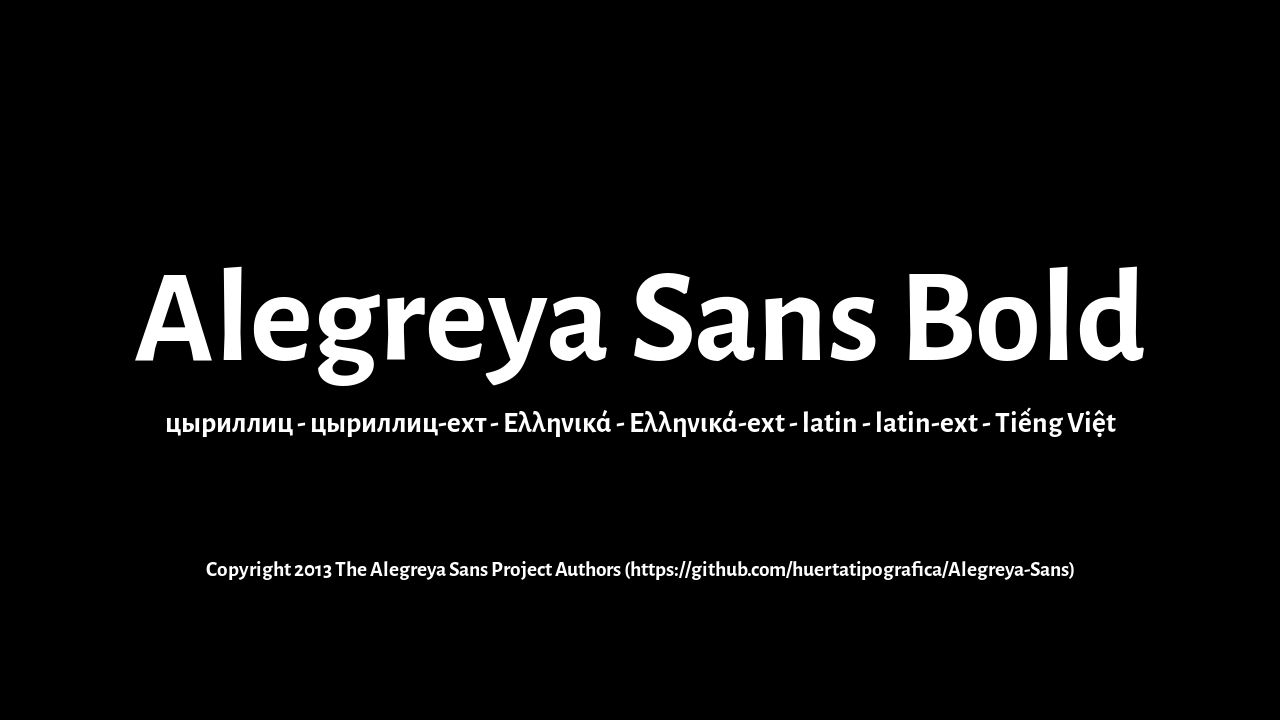 Alegreya Sans Bold
цыриллиц - цыриллиц-ехт - Ελληνικά - Ελληνικά-ext - latin - latin-ext - Tiếng Việt
Copyright 2013 The Alegreya Sans Project Authors (https://github.com/huertatipografica/Alegreya-Sans)